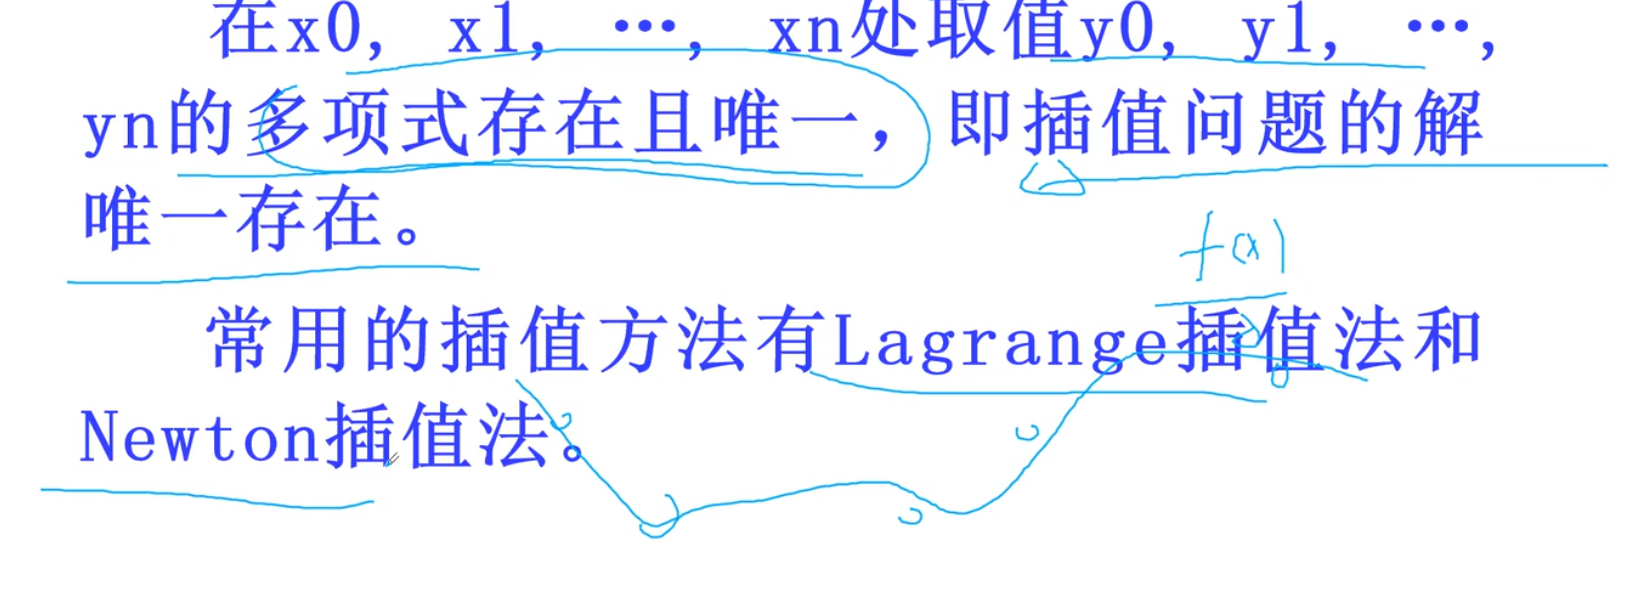 在x0, x1, …, xn处取值y0, y1, …,
yn的多项式存在且唯一，即插值问题的解
唯一存在。
f(x)
常用的插值方法有Lagrange插值法和
Newton插值法。